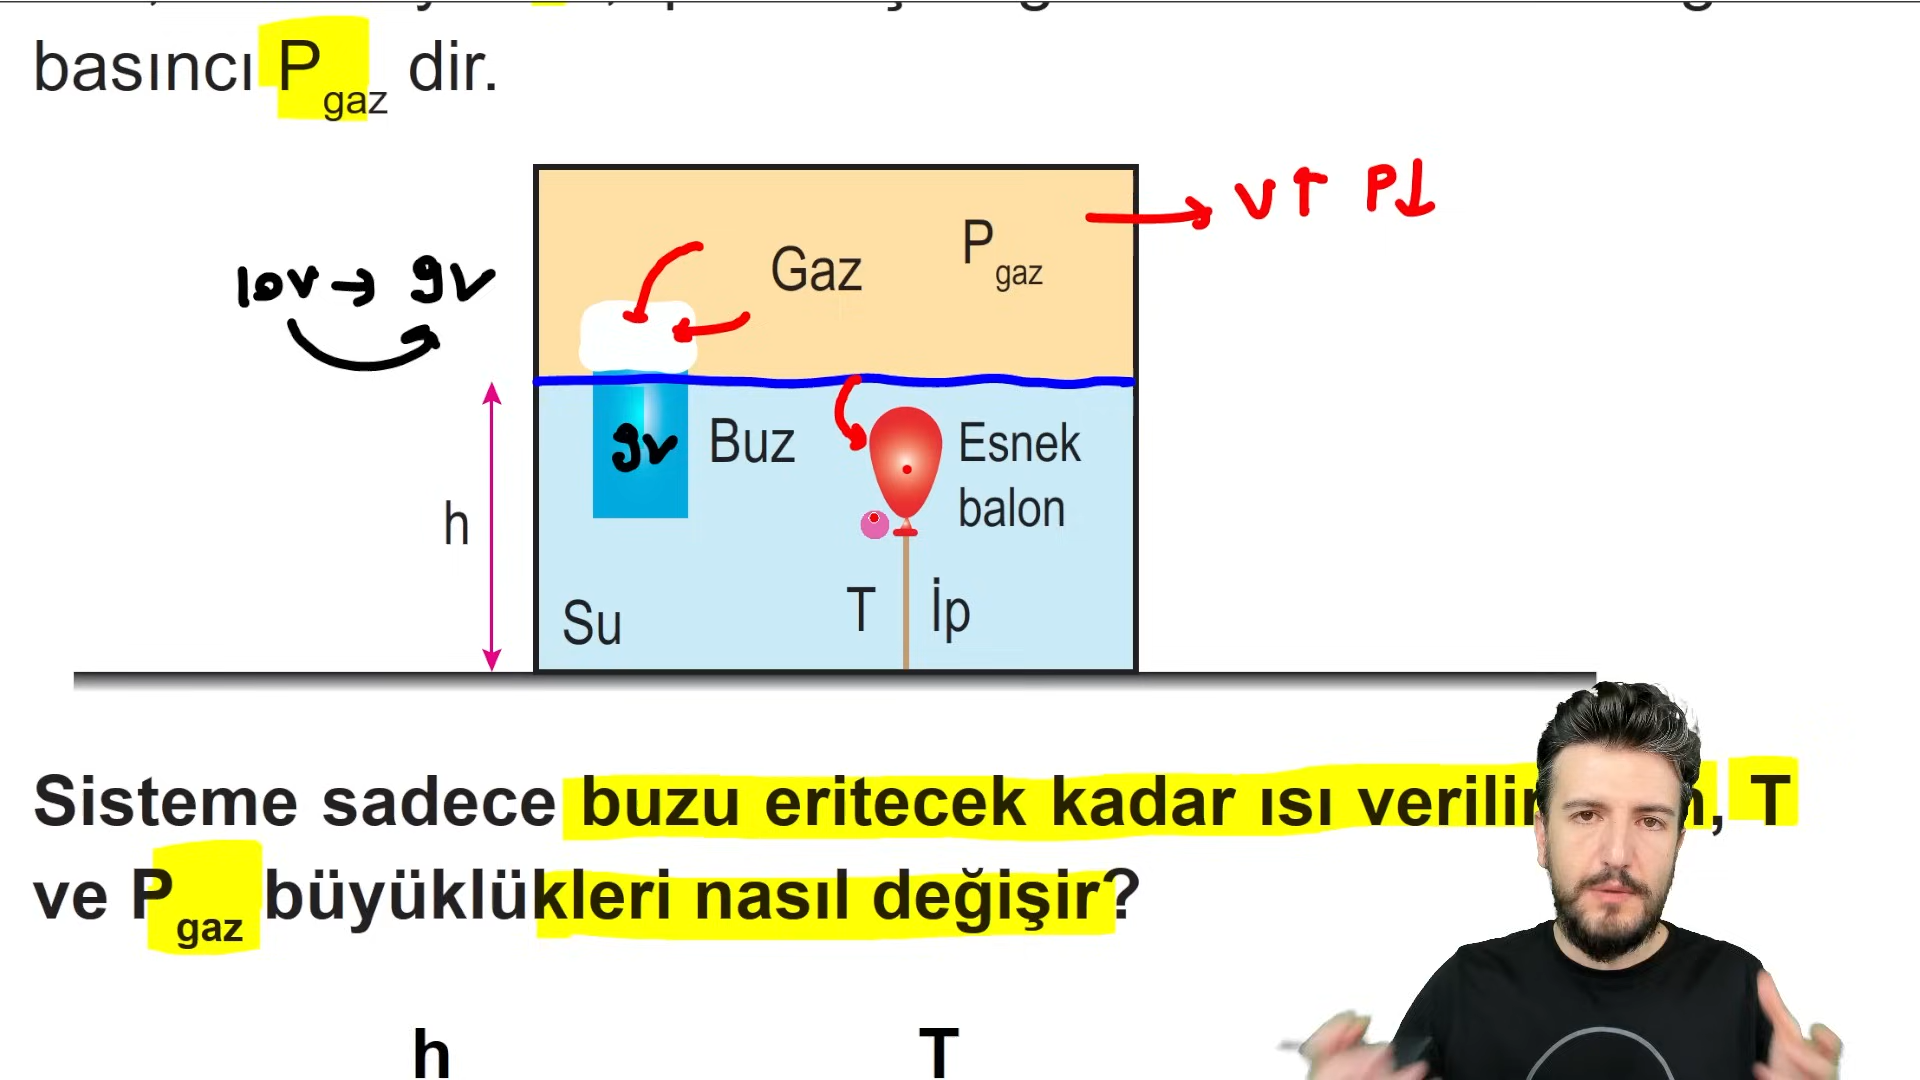 basıncı P gaz dir.
V↑ P↓
Gaz
P gaz
10V → 9V
9V
Buz
Esnek
balon
h
T
İp
Su
Sisteme sadece buzu eritecek kadar ısı verilir , T
ve P gaz büyüklükleri nasıl değişir?
h
T